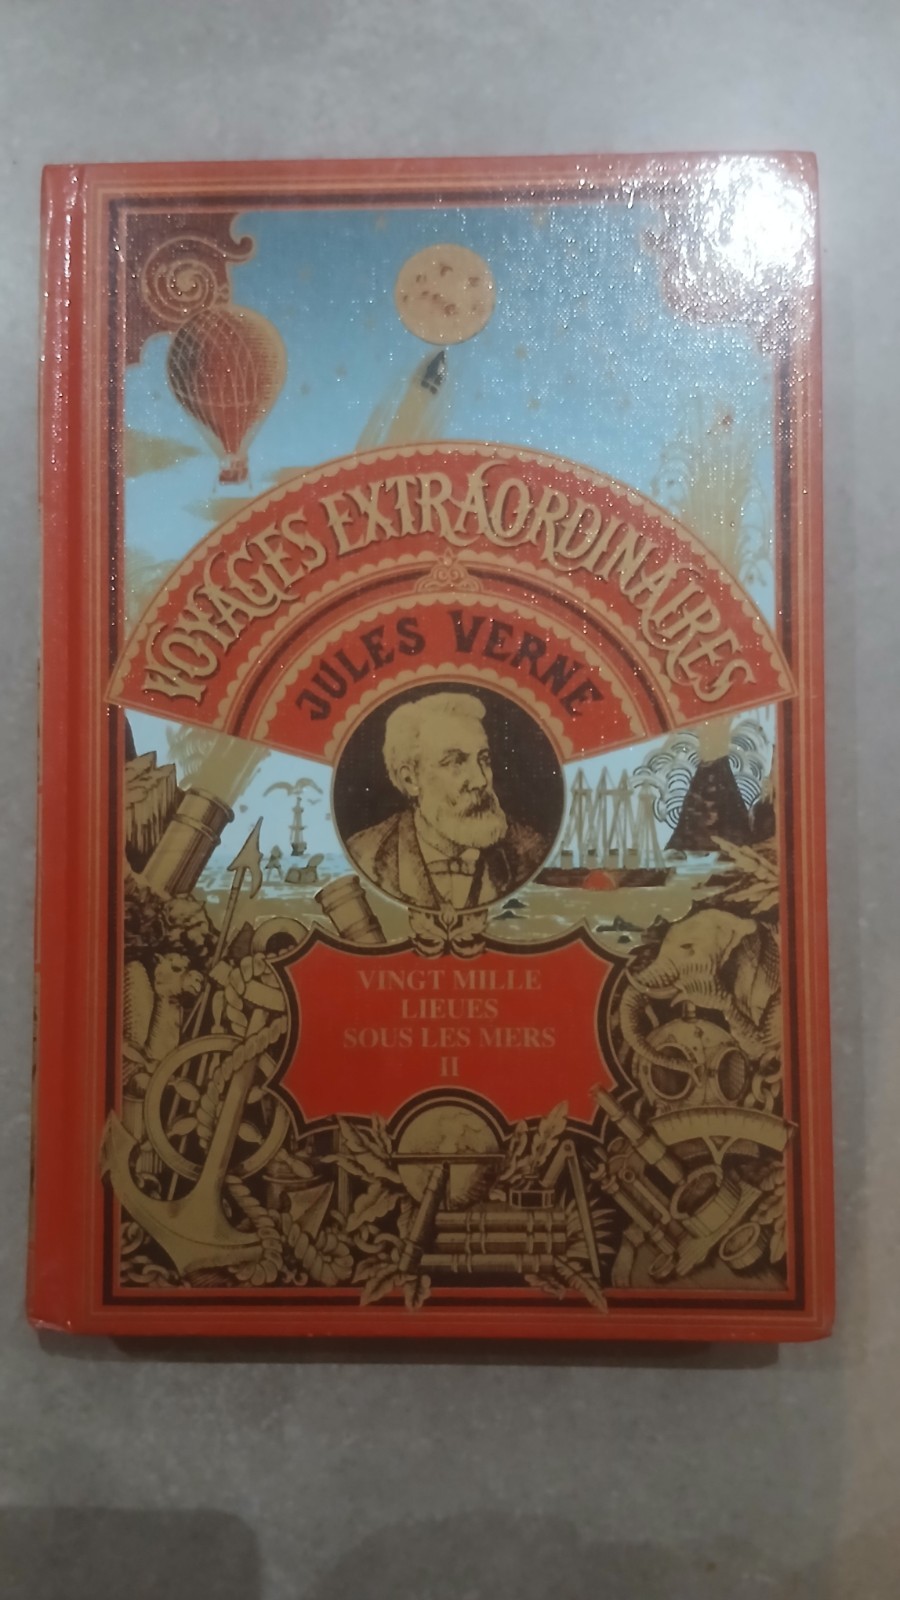 VOYAGES EXTRAORDINAIRES
JULES VERNE
VINGT MILLE
LIEUES
SOUS LES MERS
II